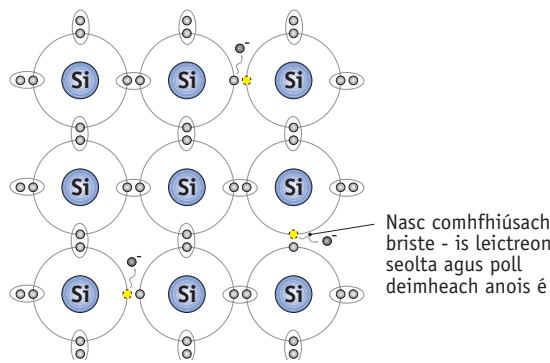 Si Si Si
Si Si Si
Si Si Si
Nasc comhfhiúsach
briste - is leictreon
seolta agus poll
deimheach anois é